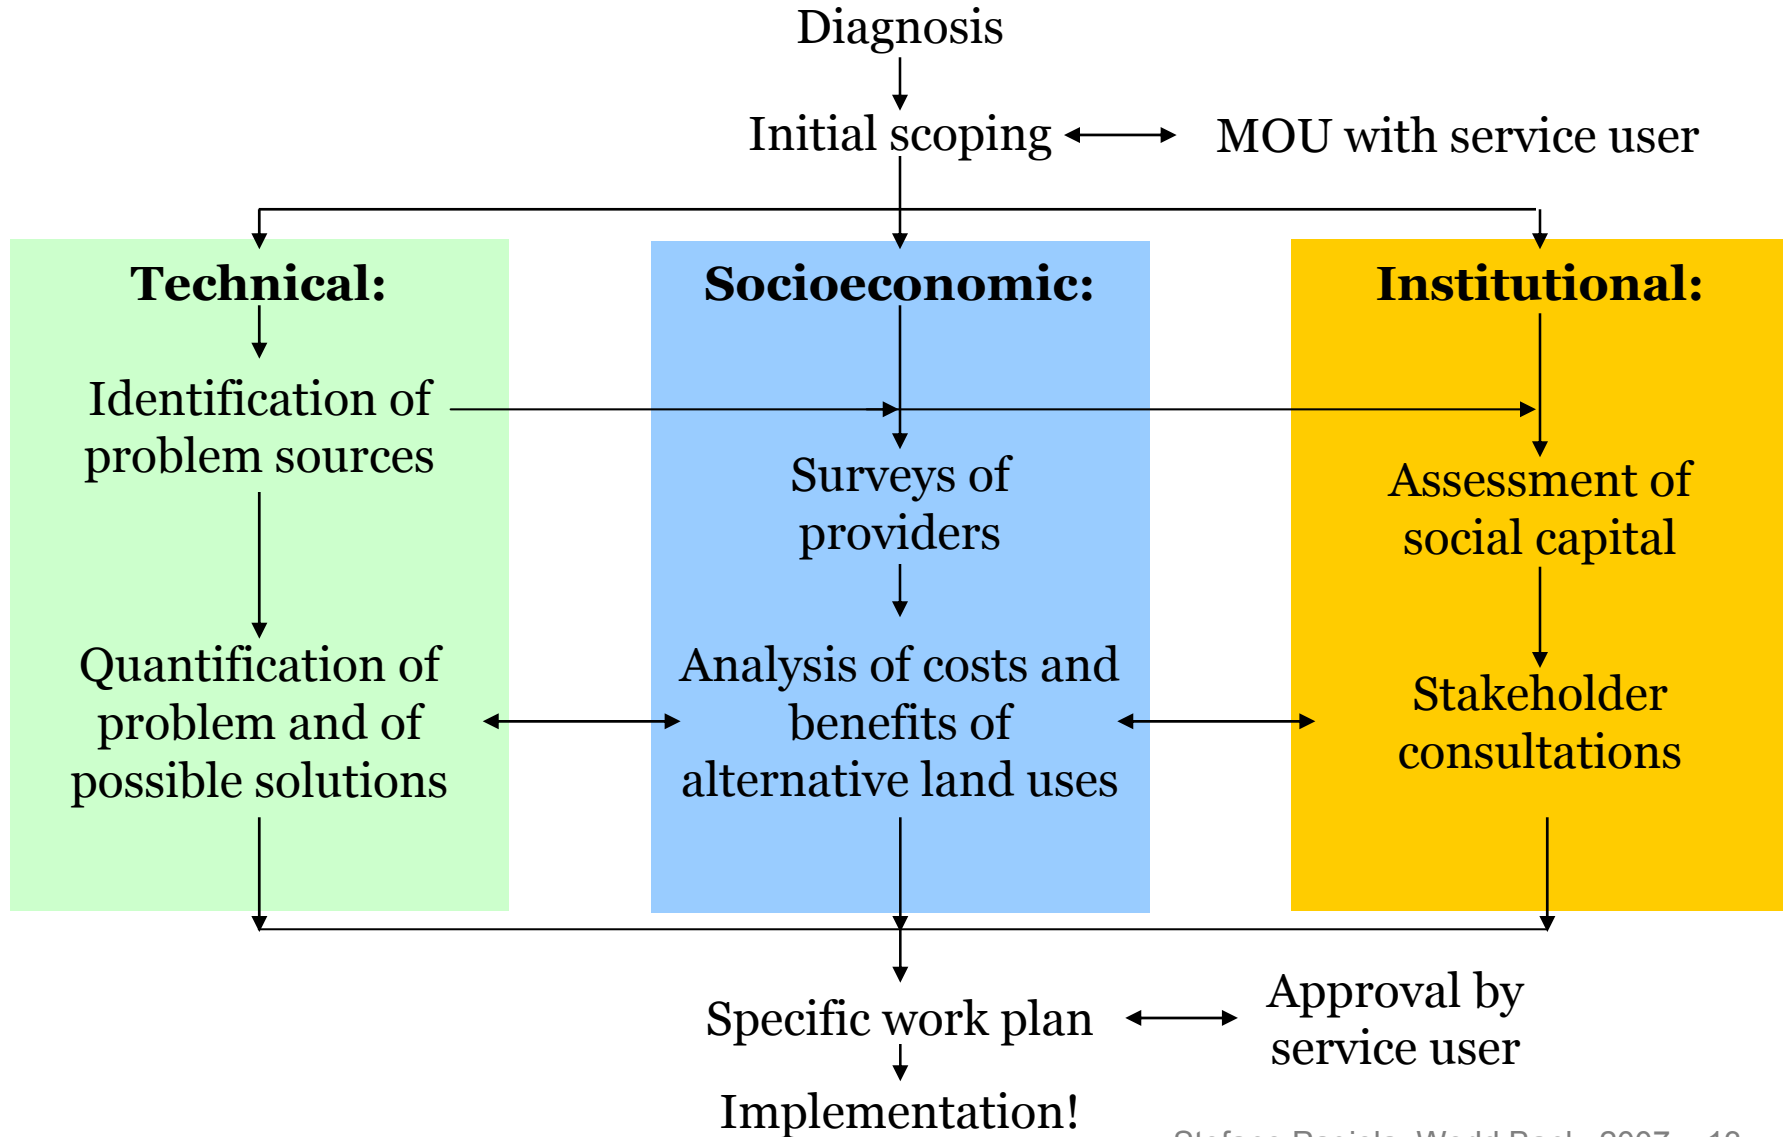 Diagnosis
Initial scoping
MOU with service user
Technical:
Identification of
problem sources
Quantification of
problem and of
possible solutions
Socioeconomic:
Surveys of
providers
Analysis of costs and
benefits of
alternative land uses
Institutional:
Assessment of
social capital
Stakeholder
consultations
Specific work plan
Approval by
service user
Implementation!